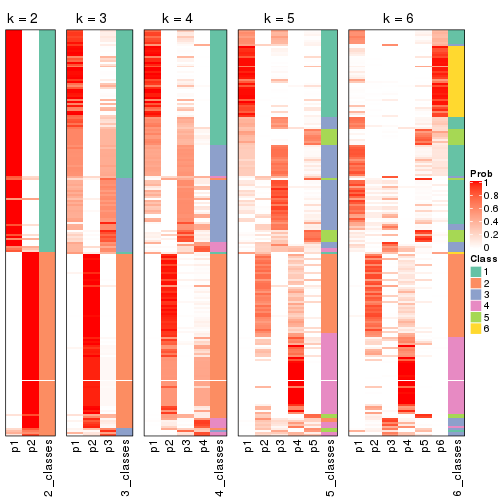 k = 2
k = 3
k = 4
k = 5
k = 6
p1
p2
2_classes
p1
p2
p3
3_classes
p1
p2
p3
p4
4_classes
p1
p2
p3
p4
p5
5_classes
p1
p2
p3
p4
p5
p6
6_classes
Prob
1
0.8
0.6
0.4
0.2
0
Class
1
2
3
4
5
6